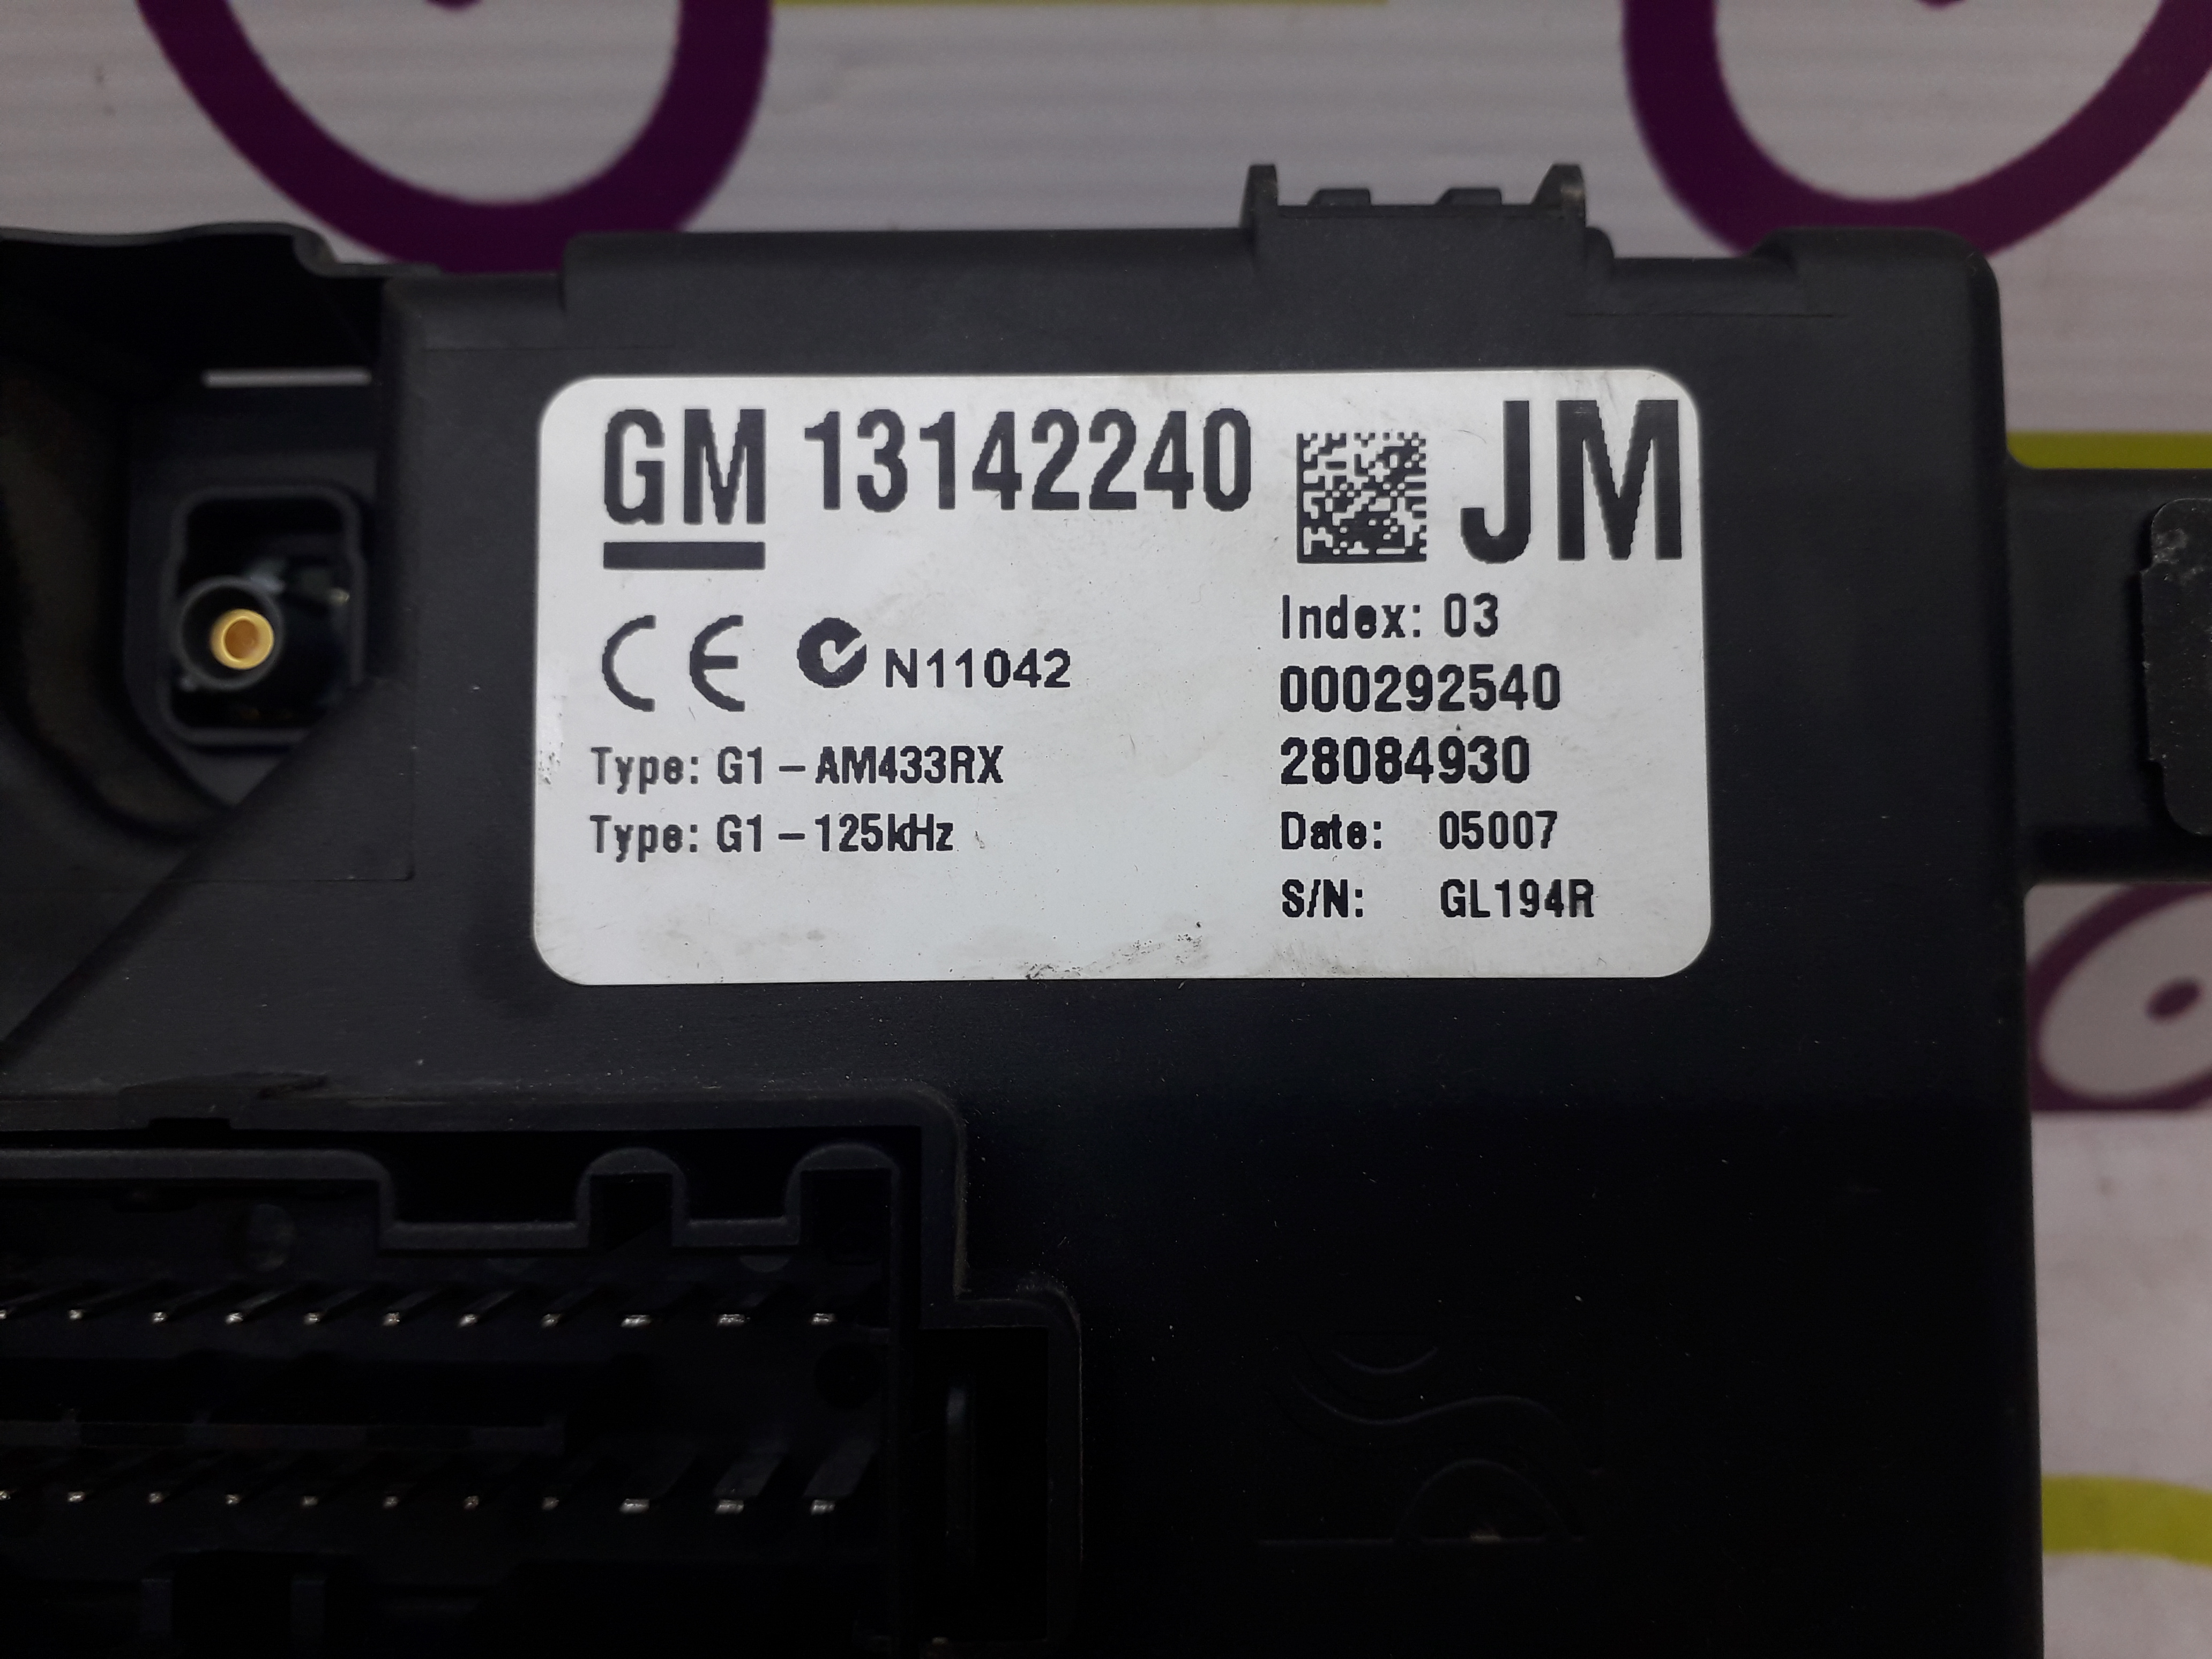 GM 13142240 JM
CE N11042
Type: G1-AM433RX
Type: G1-125kHz
Index: 03
000292540
28084930
Date: 05007
S/N: GL194R